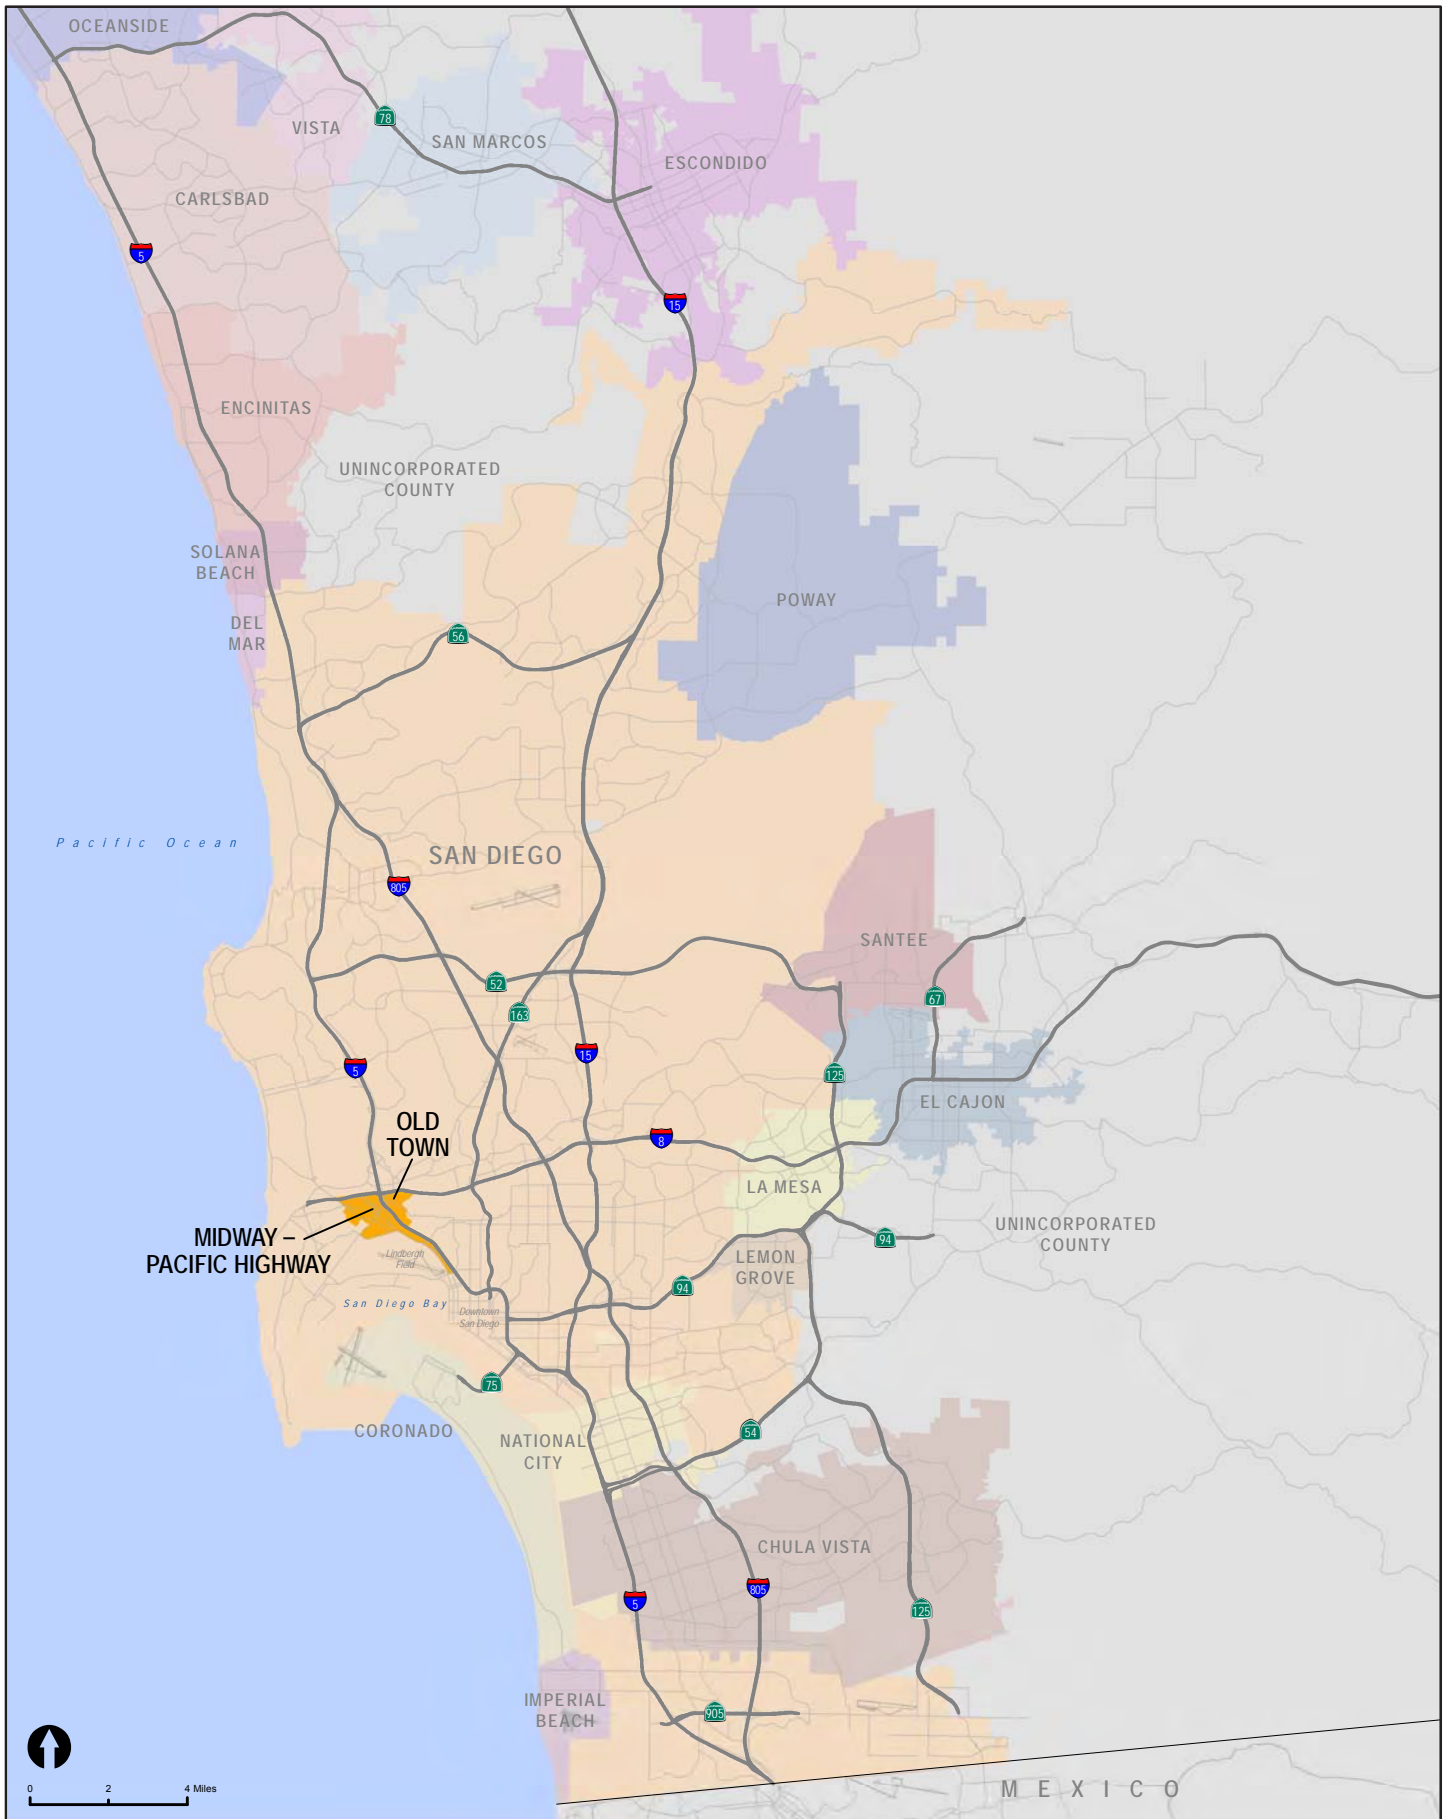 OCEANSIDE
VISTA
78
SAN MARCOS
ESCONDIDO
CARLSBAD
5
15
ENCINITAS
UNINCORPORATED
COUNTY
SOLANA
BEACH
POWAY
DEL
MAR
56
Pacific Ocean
SAN DIEGO
805
SANTEE
52
67
163
15
5
125
EL CAJON
OLD
TOWN
8
LA MESA
MIDWAY –
PACIFIC HIGHWAY
UNINCORPORATED
COUNTY
94
Lindbergh
Field
LEMON
GROVE
94
San Diego Bay
Downtown
San Diego
75
CORONADO
54
NATIONAL
CITY
CHULA VISTA
805
5
125
IMPERIAL
BEACH
905
0 2 4 Miles
MEXICO